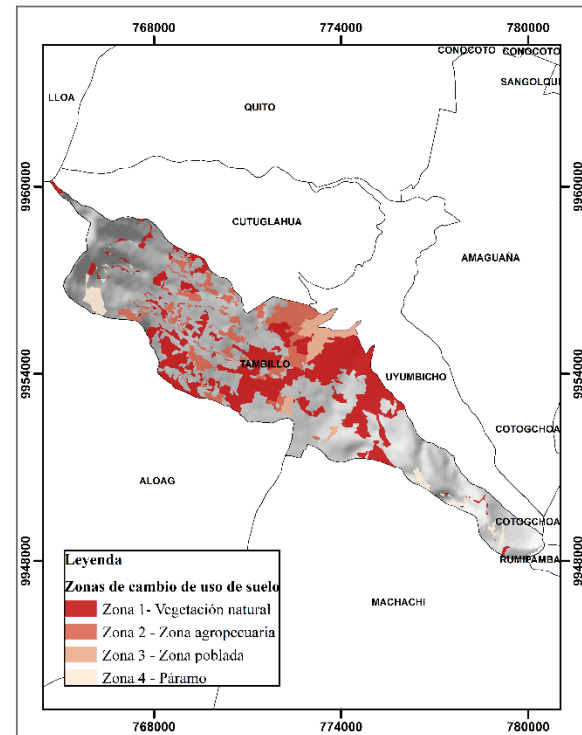 768000 774000 780000
CONOCOTO CONOCOTO
SANGOLQUI
LLOA
QUITO
9960000 9960000
CUTUGLAHUA
AMAGUAÑA
TAMBILLO
9954000 9954000
UYUMBICHO
COTOGCHOA
ALOAG
COTOGCHOA
RUMIPAMBA
9948000 9948000
MACHACHI
Leyenda
Zonas de cambio de uso de suelo
Zona 1- Vegetación natural
Zona 2 - Zona agropecuaria
Zona 3 - Zona poblada
Zona 4 - Páramo
768000 774000 780000